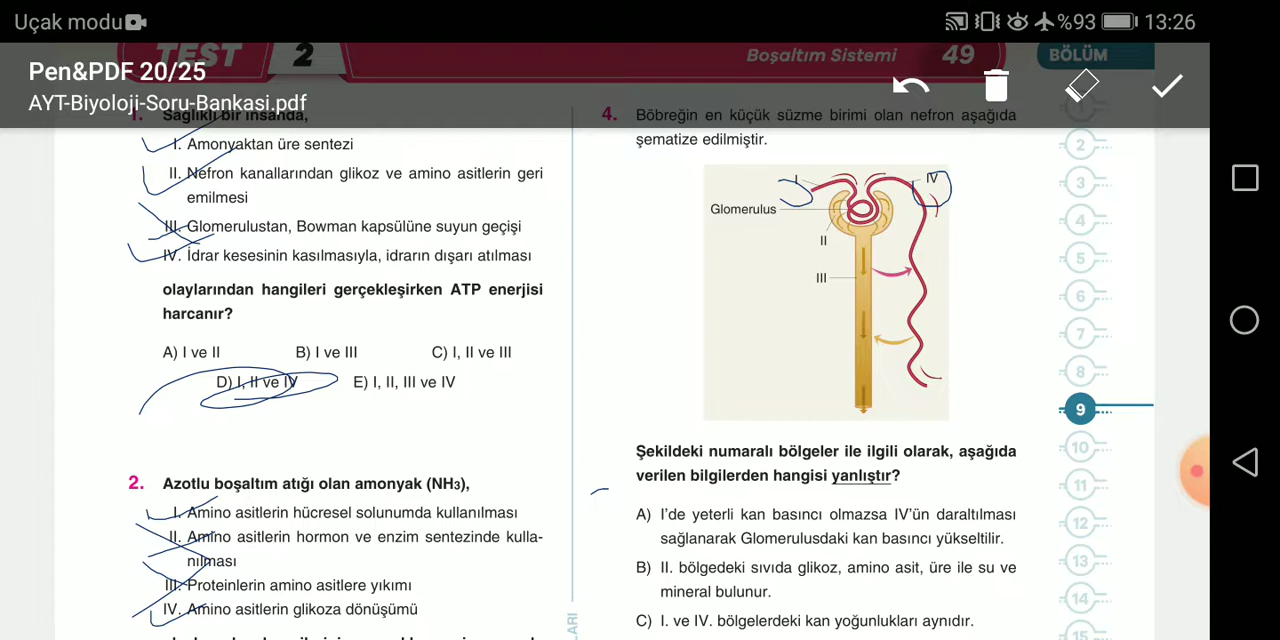 Uçak modu
%93 13:26
TEST 2
Boşaltım Sistemi 49 BÖLÜM
Pen&PDF 20/25
AYT-Biyoloji-Soru-Bankasi.pdf
1. Sağlıklı bir insanda,
I. Amonyaktan üre sentezi
II. Nefron kanallarından glikoz ve amino asitlerin geri
emilmesi
III. Glomerulustan, Bowman kapsülüne suyun geçişi
IV. İdrar kesesinin kasılmasıyla, idrarın dışarı atılması
olaylarından hangileri gerçekleşirken ATP enerjisi
harcanır?
A) I ve II B) I ve III C) I, II ve III
D) I, II ve IV E) I, II, III ve IV
2. Azotlu boşaltım atığı olan amonyak (NH3),
I. Amino asitlerin hücresel solunumda kullanılması
II. Amino asitlerin hormon ve enzim sentezinde kulla-
nılması
III. Proteinlerin amino asitlere yıkımı
IV. Amino asitlerin glikoza dönüşümü
4. Böbreğin en küçük süzme birimi olan nefron aşağıda
şematize edilmiştir.
I
IV
Glomerulus
II
III
Şekildeki numaralı bölgeler ile ilgili olarak, aşağıda
verilen bilgilerden hangisi yanlıştır?
A) I'de yeterli kan basıncı olmazsa IV'ün daraltılması
sağlanarak Glomerulusdaki kan basıncı yükseltilir.
B) II. bölgedeki sıvıda glikoz, amino asit, üre ile su ve
mineral bulunur.
C) I. ve IV. bölgelerdeki kan yoğunlukları aynıdır.
LARI
2
3
4
5
6
7
8
9
10
11
12
13
14
15